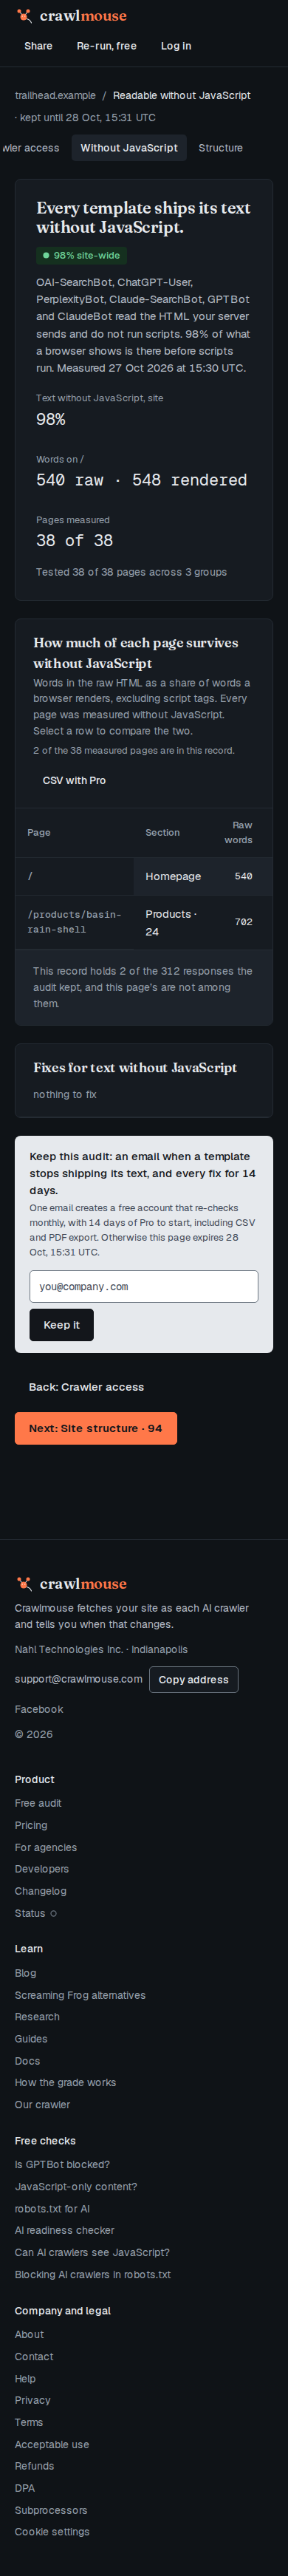 crawlmouse
Share
Re-run, free
Log in
trailhead.example / Readable without JavaScript
· kept until 28 Oct, 15:31 UTC
wler access
Without JavaScript
Structure
Every template ships its text
without JavaScript.
98% site-wide
OAI-SearchBot, ChatGPT-User,
PerplexityBot, Claude-SearchBot, GPTBot
and ClaudeBot read the HTML your server
sends and do not run scripts. 98% of what
a browser shows is there before scripts
run. Measured 27 Oct 2026 at 15:30 UTC.
Text without JavaScript, site
98%
Words on /
540 raw · 548 rendered
Pages measured
38 of 38
Tested 38 of 38 pages across 3 groups
How much of each page survives
without JavaScript
Words in the raw HTML as a share of words a
browser renders, excluding script tags. Every
page was measured without JavaScript.
Select a row to compare the two.
2 of the 38 measured pages are in this record.
CSV with Pro
Page
Section
Raw
words
/
Homepage
540
/products/basin-
rain-shell
Products ·
24
702
This record holds 2 of the 312 responses the
audit kept, and this page's are not among
them.
Fixes for text without JavaScript
nothing to fix
Keep this audit: an email when a template
stops shipping its text, and every fix for 14
days.
One email creates a free account that re-checks
monthly, with 14 days of Pro to start, including CSV
and PDF export. Otherwise this page expires 28
Oct, 15:31 UTC.
you@company.com
Keep it
Back: Crawler access
Next: Site structure · 94
crawlmouse
Crawlmouse fetches your site as each AI crawler
and tells you when that changes.
Nahl Technologies Inc. · Indianapolis
support@crawlmouse.com
Copy address
Facebook
© 2026
Product
Free audit
Pricing
For agencies
Developers
Changelog
Status
Learn
Blog
Screaming Frog alternatives
Research
Guides
Docs
How the grade works
Our crawler
Free checks
Is GPTBot blocked?
JavaScript-only content?
robots.txt for AI
AI readiness checker
Can AI crawlers see JavaScript?
Blocking AI crawlers in robots.txt
Company and legal
About
Contact
Help
Privacy
Terms
Acceptable use
Refunds
DPA
Subprocessors
Cookie settings